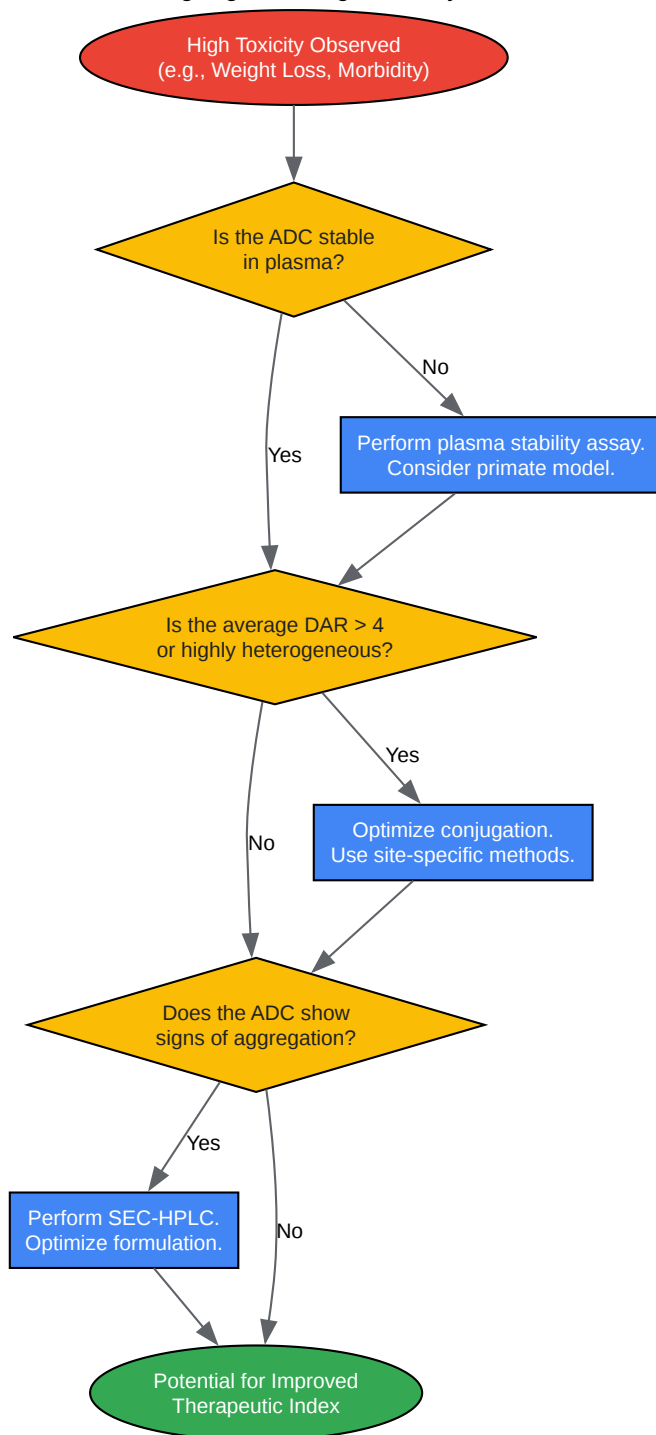 High Toxicity Observed
(e.g., Weight Loss, Morbidity)
Is the ADC stable
in plasma?
No
Perform plasma stability assay.
Consider primate model.
Yes
Is the average DAR > 4
or highly heterogeneous?
Yes
Optimize conjugation.
Use site-specific methods.
No
Does the ADC show
signs of aggregation?
Yes
Perform SEC-HPLC.
Optimize formulation.
No
Potential for Improved
Therapeutic Index